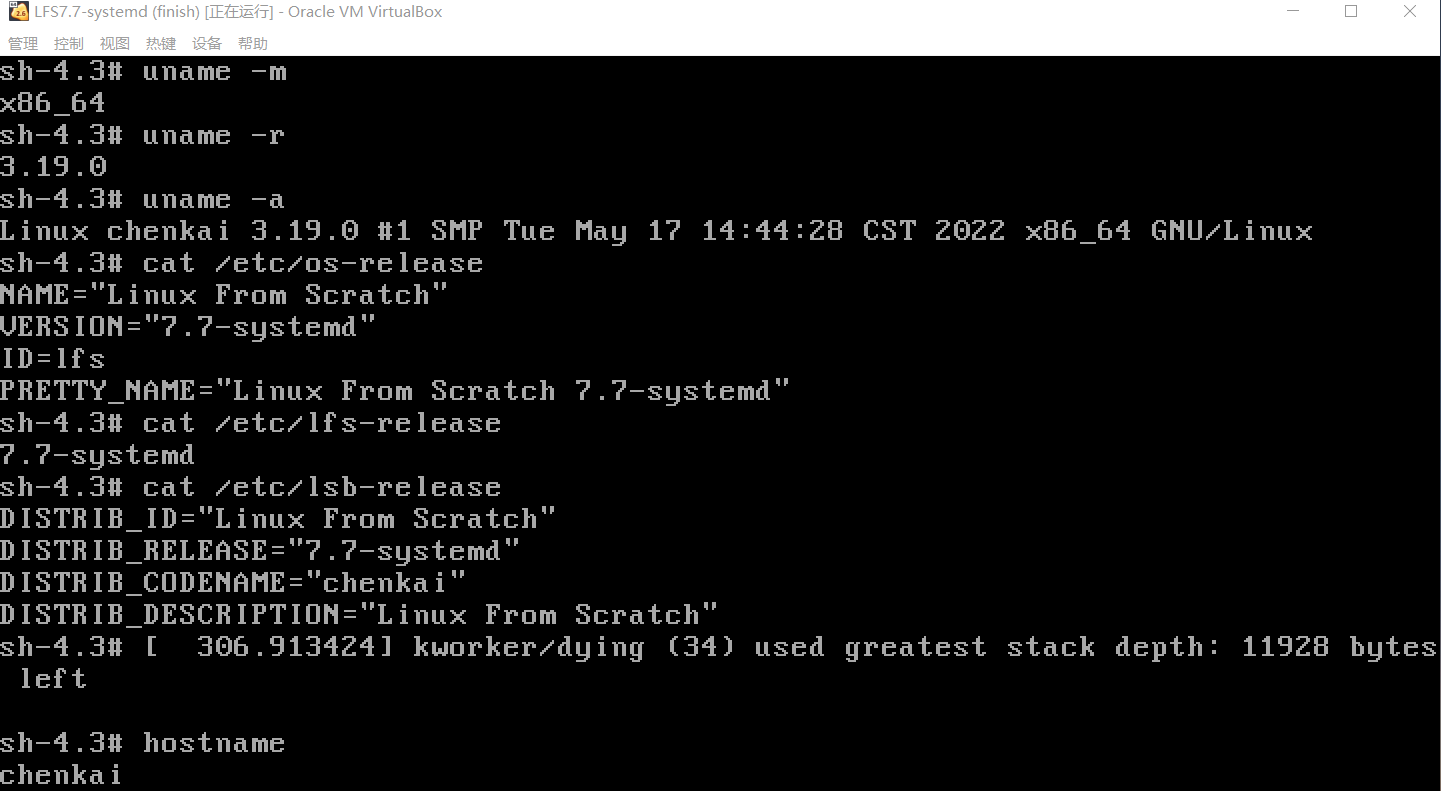 LFS7.7-systemd (finish) [正在运行] - Oracle VM VirtualBox
管理 控制 视图 热键 设备 帮助
sh-4.3# uname -m
x86_64
sh-4.3# uname -r
3.19.0
sh-4.3# uname -a
Linux chenkai 3.19.0 #1 SMP Tue May 17 14:44:28 CST 2022 x86_64 GNU/Linux
sh-4.3# cat /etc/os-release
NAME="Linux From Scratch"
VERSION="7.7-systemd"
ID=lfs
PRETTY_NAME="Linux From Scratch 7.7-systemd"
sh-4.3# cat /etc/lfs-release
7.7-systemd
sh-4.3# cat /etc/lsb-release
DISTRIB_ID="Linux From Scratch"
DISTRIB_RELEASE="7.7-systemd"
DISTRIB_CODENAME="chenkai"
DISTRIB_DESCRIPTION="Linux From Scratch"
sh-4.3# [  306.913424] kworker/dying (34) used greatest stack depth: 11928 bytes
 left
sh-4.3# hostname
chenkai